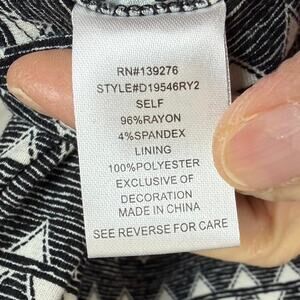 RN#139276
STYLE#D19546RY2
SELF
96%RAYON
4%SPANDEX
LINING
100%POLYESTER
EXCLUSIVE OF
DECORATION
MADE IN CHINA
SEE REVERSE FOR CARE